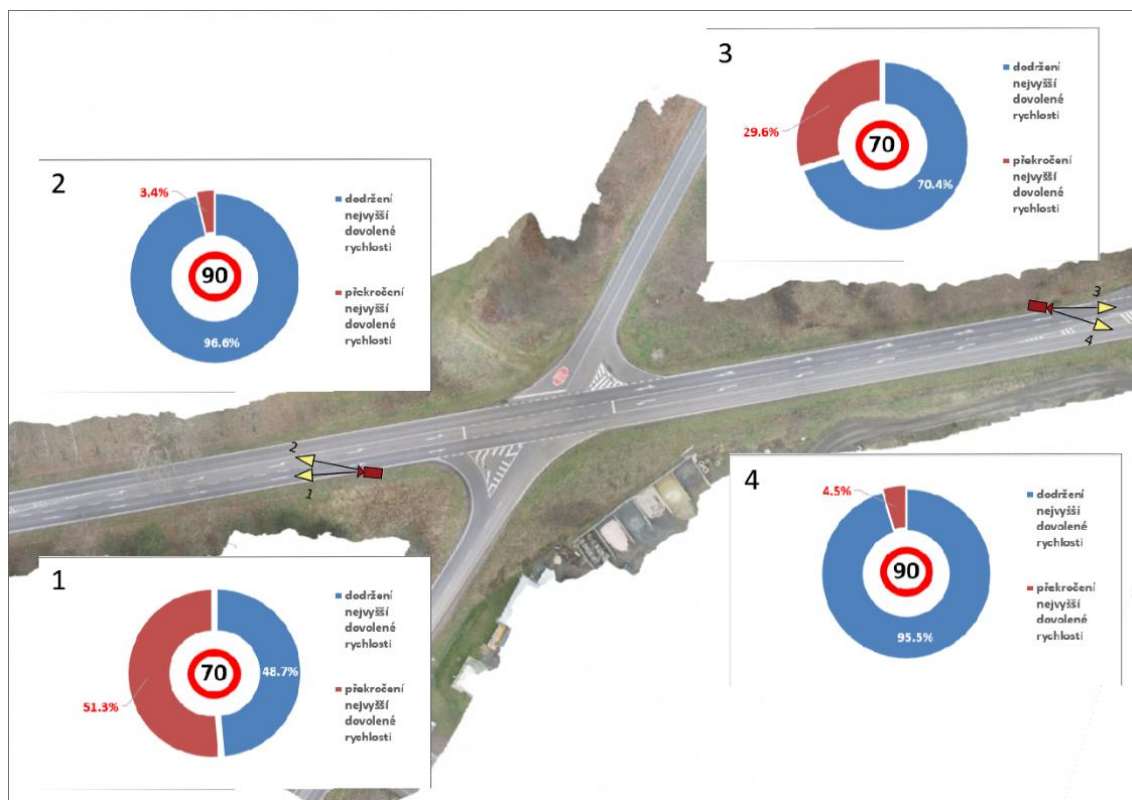 3
dodržení
nejvyšší
dovolené
rychlosti
29.6%
70
překročení
nejvyšší
dovolené
rychlosti
70.4%
2
3.4%
dodržení
nejvyšší
dovolené
rychlosti
90
překročení
nejvyšší
dovolené
rychlosti
96.6%
3
4
2
1
4
4.5%
dodržení
nejvyšší
dovolené
rychlosti
90
překročení
nejvyšší
dovolené
rychlosti
95.5%
1
dodržení
nejvyšší
dovolené
rychlosti
70
48.7%
překročení
nejvyšší
dovolené
rychlosti
51.3%